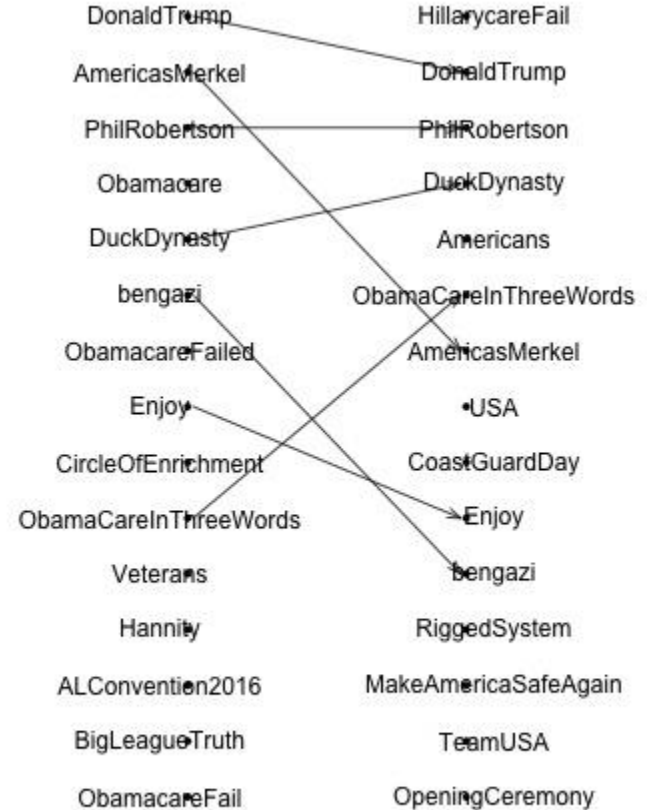 DonaldTrump HillarycareFail
AmericasMerkel DonaldTrump
PhilRobertson PhilRobertson
Obamacare DuckDynasty
DuckDynasty Americans
bengazi ObamaCareInThreeWords
ObamacareFailed AmericasMerkel
Enjoy USA
CircleOfEnrichment CoastGuardDay
ObamaCareInThreeWords Enjoy
Veterans bengazi
Hannity RiggedSystem
ALConvention2016 MakeAmericaSafeAgain
BigLeagueTruth TeamUSA
ObamacareFail OpeningCeremony